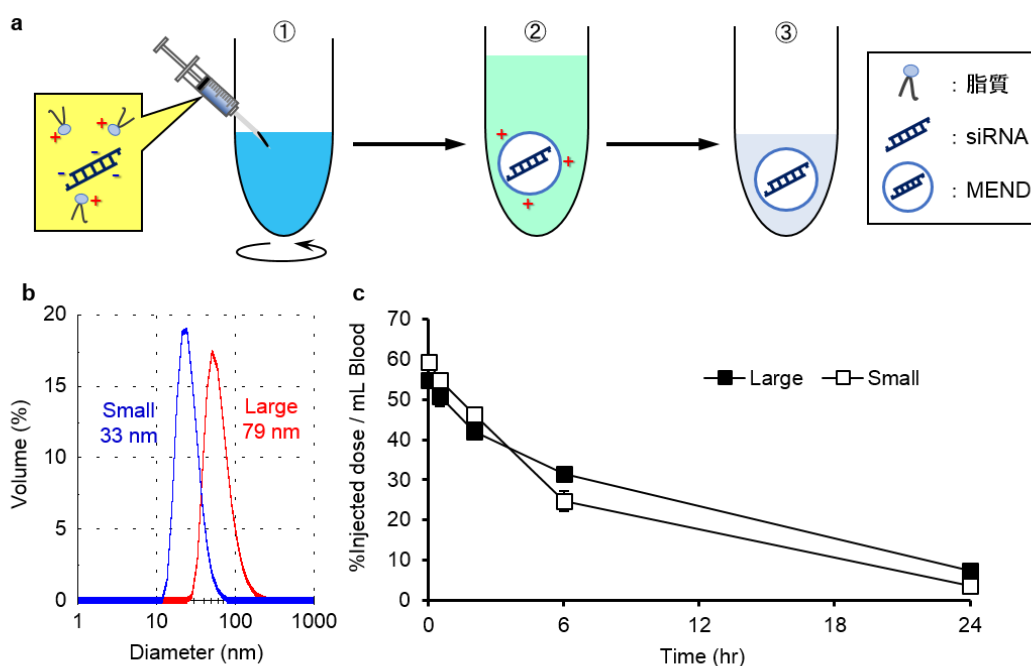 a
①
②
③
+
+
-
-
-
-
+
+
+
+
: 脂質
: siRNA
: MEND
b
20
15
10
5
0
Volume (%)
Small
33 nm
Large
79 nm
1 10 100 1000
Diameter (nm)
c
70
60
50
40
30
20
10
0
%Injected dose / mL Blood
Large Small
0 6 12 18 24
Time (hr)